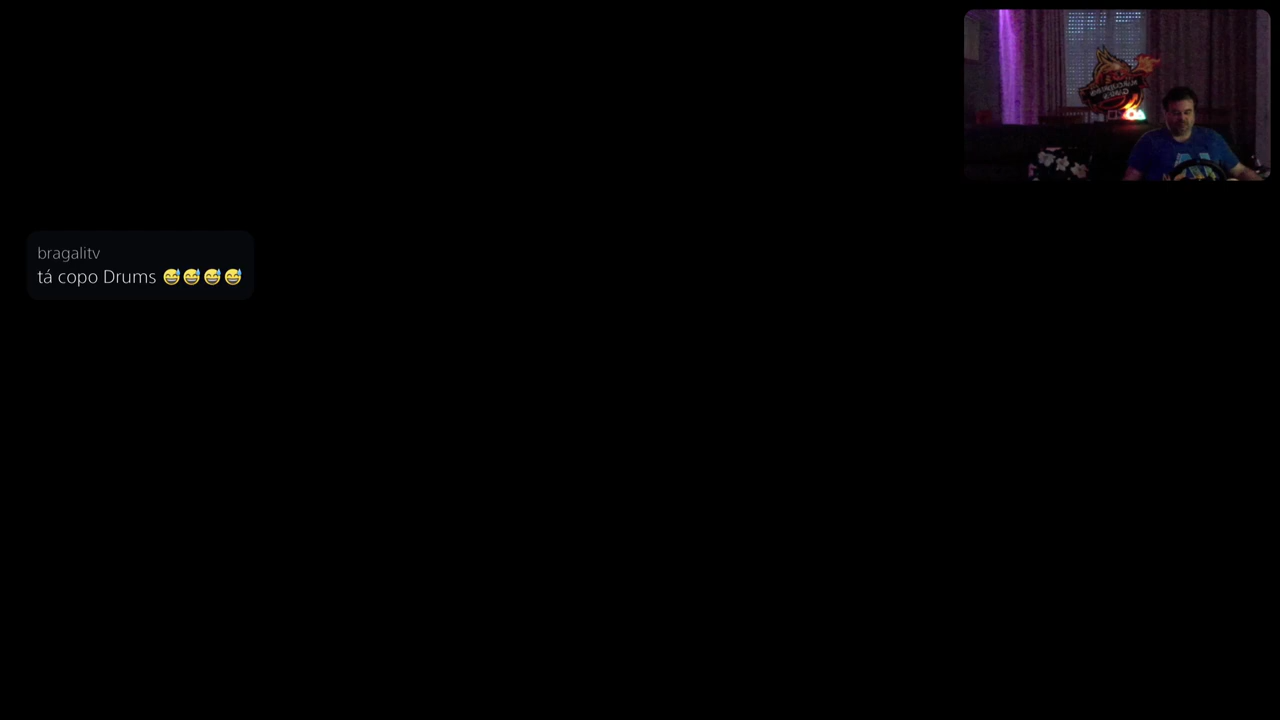 bragalitv
tá copo Drums 😅😅😅😅